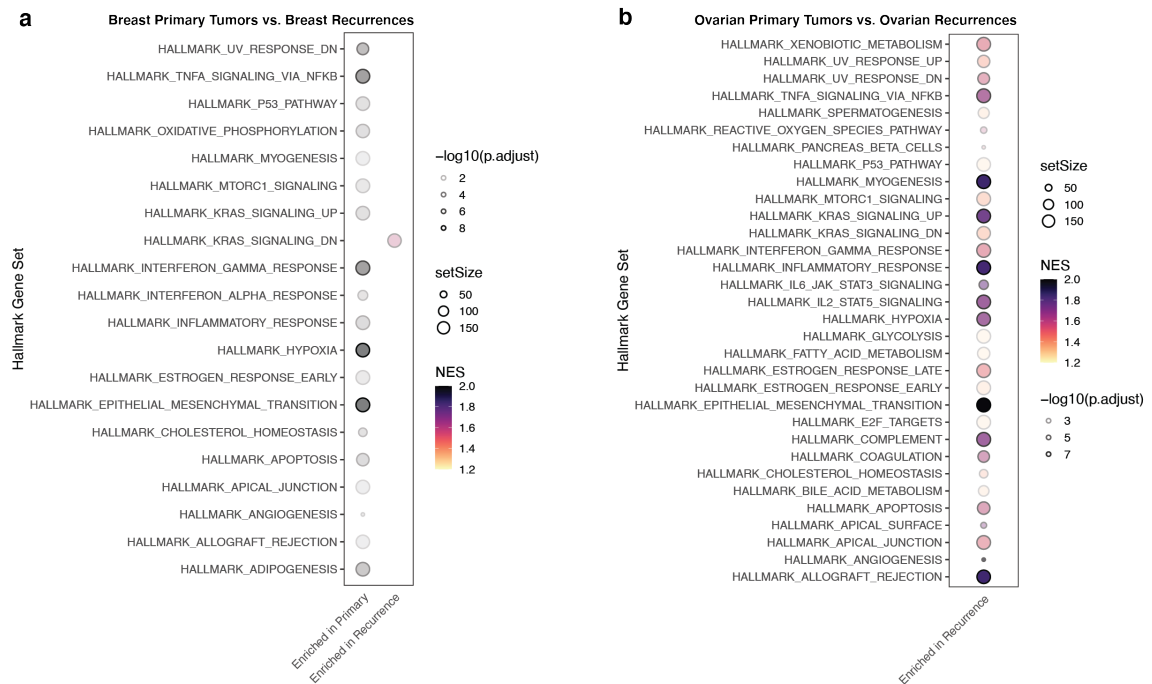 a
Breast Primary Tumors vs. Breast Recurrences
Hallmark Gene Set
HALLMARK_UV_RESPONSE_DN
HALLMARK_TNFA_SIGNALING_VIA_NFKB
HALLMARK_P53_PATHWAY
HALLMARK_OXIDATIVE_PHOSPHORYLATION
HALLMARK_MYOGENESIS
HALLMARK_MTORC1_SIGNALING
HALLMARK_KRAS_SIGNALING_UP
HALLMARK_KRAS_SIGNALING_DN
HALLMARK_INTERFERON_GAMMA_RESPONSE
HALLMARK_INTERFERON_ALPHA_RESPONSE
HALLMARK_INFLAMMATORY_RESPONSE
HALLMARK_HYPOXIA
HALLMARK_ESTROGEN_RESPONSE_EARLY
HALLMARK_EPITHELIAL_MESENCHYMAL_TRANSITION
HALLMARK_CHOLESTEROL_HOMEOSTASIS
HALLMARK_APOPTOSIS
HALLMARK_APICAL_JUNCTION
HALLMARK_ANGIOGENESIS
HALLMARK_ALLOGRAFT_REJECTION
HALLMARK_ADIPOGENESIS
Enriched in Primary
Enriched in Recurrence
−log10(p.adjust)
2
4
6
8
setSize
50
100
150
NES
2.0
1.8
1.6
1.4
1.2
b
Ovarian Primary Tumors vs. Ovarian Recurrences
Hallmark Gene Set
HALLMARK_XENOBIOTIC_METABOLISM
HALLMARK_UV_RESPONSE_UP
HALLMARK_UV_RESPONSE_DN
HALLMARK_TNFA_SIGNALING_VIA_NFKB
HALLMARK_SPERMATOGENESIS
HALLMARK_REACTIVE_OXYGEN_SPECIES_PATHWAY
HALLMARK_PANCREAS_BETA_CELLS
HALLMARK_P53_PATHWAY
HALLMARK_MYOGENESIS
HALLMARK_MTORC1_SIGNALING
HALLMARK_KRAS_SIGNALING_UP
HALLMARK_KRAS_SIGNALING_DN
HALLMARK_INTERFERON_GAMMA_RESPONSE
HALLMARK_INFLAMMATORY_RESPONSE
HALLMARK_IL6_JAK_STAT3_SIGNALING
HALLMARK_IL2_STAT5_SIGNALING
HALLMARK_HYPOXIA
HALLMARK_GLYCOLYSIS
HALLMARK_FATTY_ACID_METABOLISM
HALLMARK_ESTROGEN_RESPONSE_LATE
HALLMARK_ESTROGEN_RESPONSE_EARLY
HALLMARK_EPITHELIAL_MESENCHYMAL_TRANSITION
HALLMARK_E2F_TARGETS
HALLMARK_COMPLEMENT
HALLMARK_COAGULATION
HALLMARK_CHOLESTEROL_HOMEOSTASIS
HALLMARK_BILE_ACID_METABOLISM
HALLMARK_APOPTOSIS
HALLMARK_APICAL_SURFACE
HALLMARK_APICAL_JUNCTION
HALLMARK_ANGIOGENESIS
HALLMARK_ALLOGRAFT_REJECTION
Enriched in Recurrence
setSize
50
100
150
NES
2.0
1.8
1.6
1.4
1.2
−log10(p.adjust)
3
5
7